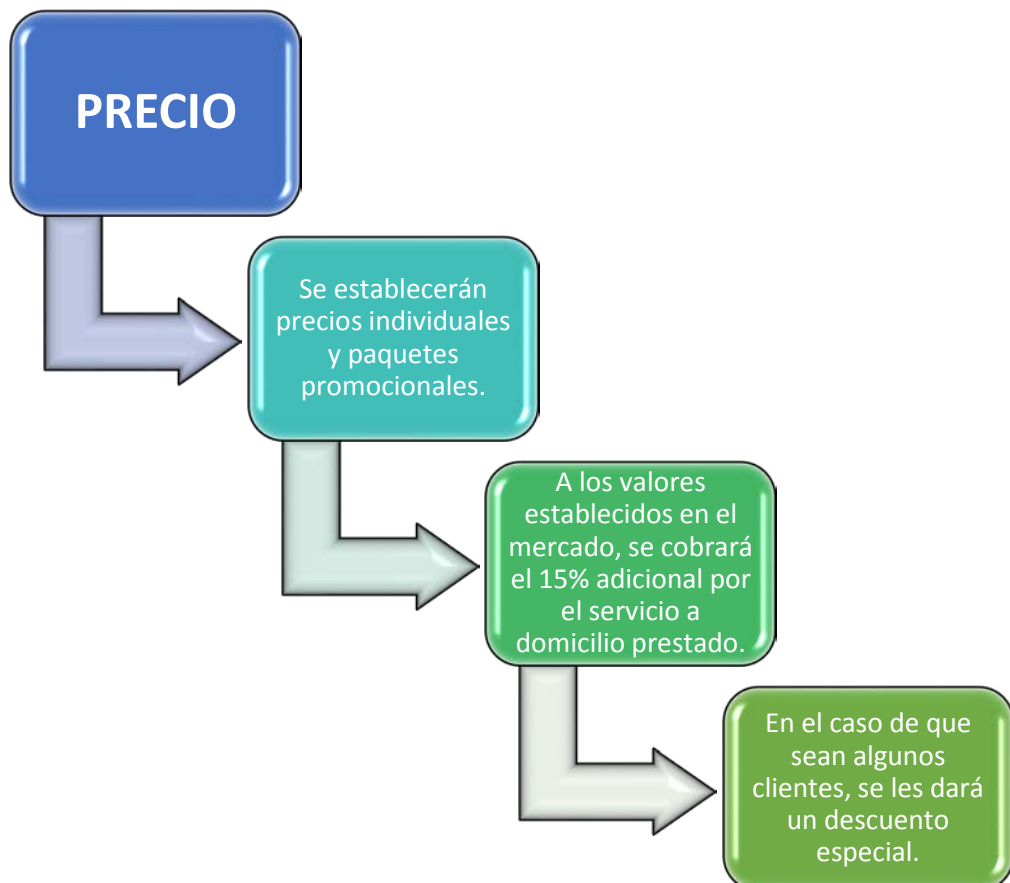 PRECIO
Se establecerán
precios individuales
y paquetes
promocionales.
A los valores
establecidos en el
mercado, se cobrará
el 15% adicional por
el servicio a
domicilio prestado.
En el caso de que
sean algunos
clientes, se les dará
un descuento
especial.